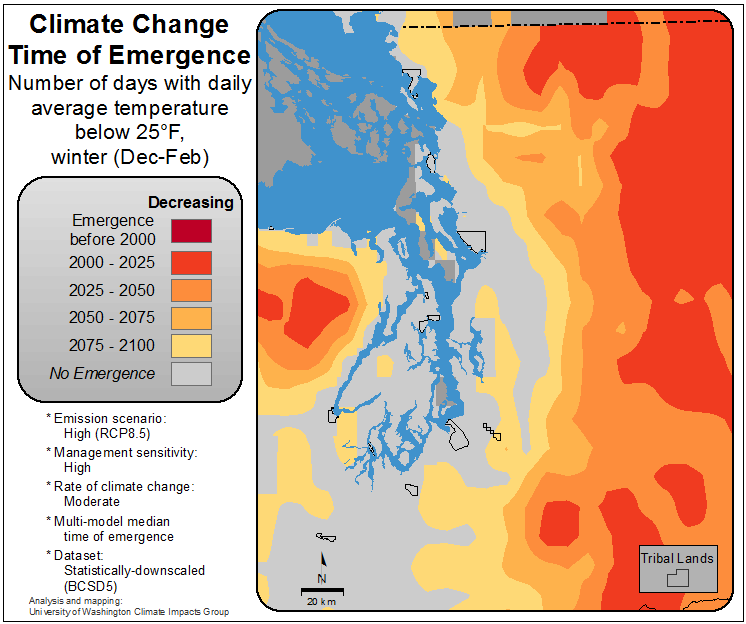 Climate Change
Time of Emergence
Number of days with daily
average temperature
below 25°F,
winter (Dec-Feb)
Decreasing
Emergence
before 2000
2000 - 2025
2025 - 2050
2050 - 2075
2075 - 2100
No Emergence
* Emission scenario:
High (RCP8.5)
* Management sensitivity:
High
* Rate of climate change:
Moderate
* Multi-model median
time of emergence
* Dataset:
Statistically-downscaled
(BCSD5)
Analysis and mapping:
University of Washington Climate Impacts Group
N
20 km
Tribal Lands